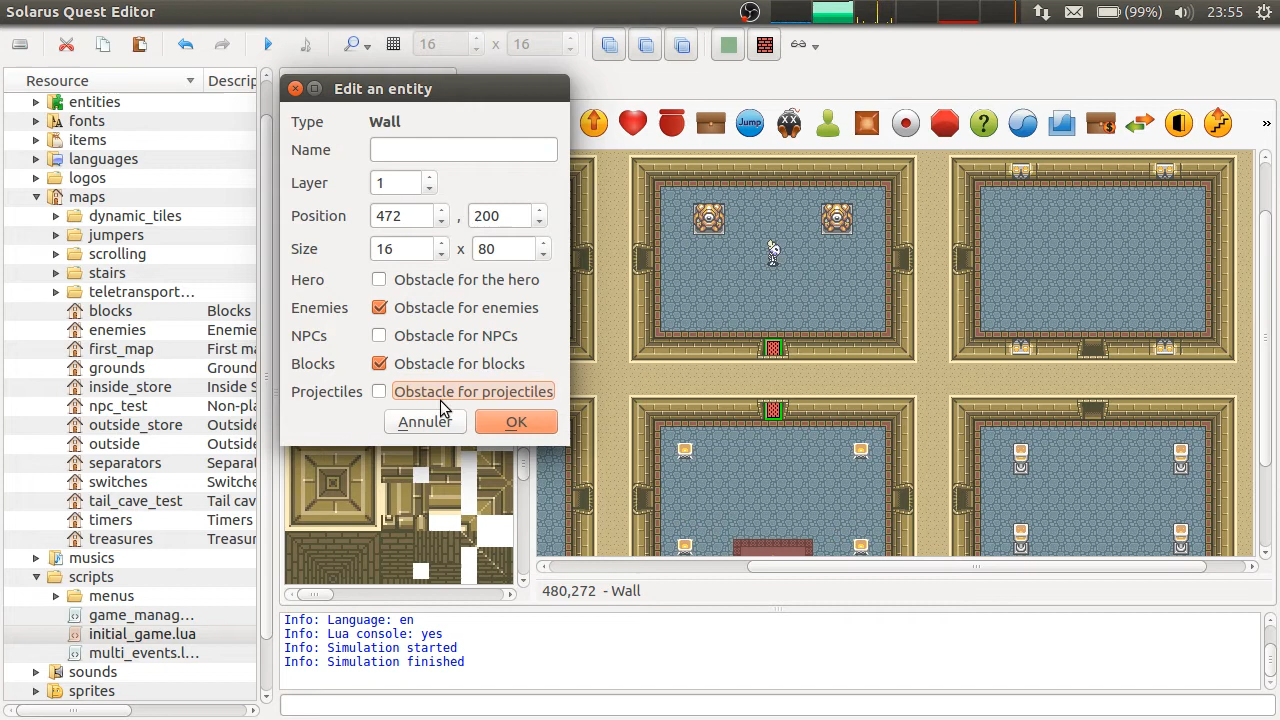 Solarus Quest Editor
(99%)
23:55
16 x 16
Resource
Descrip
entities
fonts
items
languages
logos
maps
dynamic_tiles
jumpers
scrolling
stairs
teletransport...
blocks Blocks
enemies Enemie
first_map First ma
grounds Ground
inside_store Inside S
npc_test Non-pla
outside_store Outside
outside Outside
separators Separat
switches Switche
tail_cave_test Tail cav
timers Timers
treasures Treasur
musics
scripts
menus
game_manag...
initial_game.lua
multi_events.l...
sounds
sprites
Edit an entity
Type Wall
Name
Layer 1
Position 472 , 200
Size 16 x 80
Hero Obstacle for the hero
Enemies Obstacle for enemies
NPCs Obstacle for NPCs
Blocks Obstacle for blocks
Projectiles Obstacle for projectiles
Annuler OK
Jump
?
$
»
480,272 - Wall
Info: Language: en
Info: Lua console: yes
Info: Simulation started
Info: Simulation finished